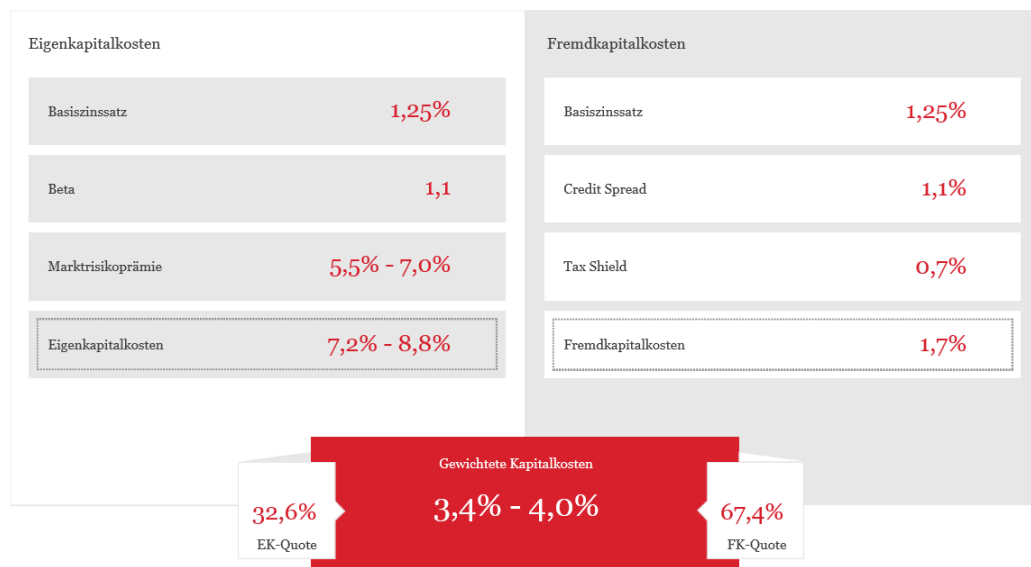 Eigenkapitalkosten
Basiszinssatz 1,25%
Beta 1,1
Marktrisikoprämie 5,5% - 7,0%
Eigenkapitalkosten 7,2% - 8,8%
Fremdkapitalkosten
Basiszinssatz 1,25%
Credit Spread 1,1%
Tax Shield 0,7%
Fremdkapitalkosten 1,7%
Gewichtete Kapitalkosten
3,4% - 4,0%
32,6%
EK-Quote
67,4%
FK-Quote